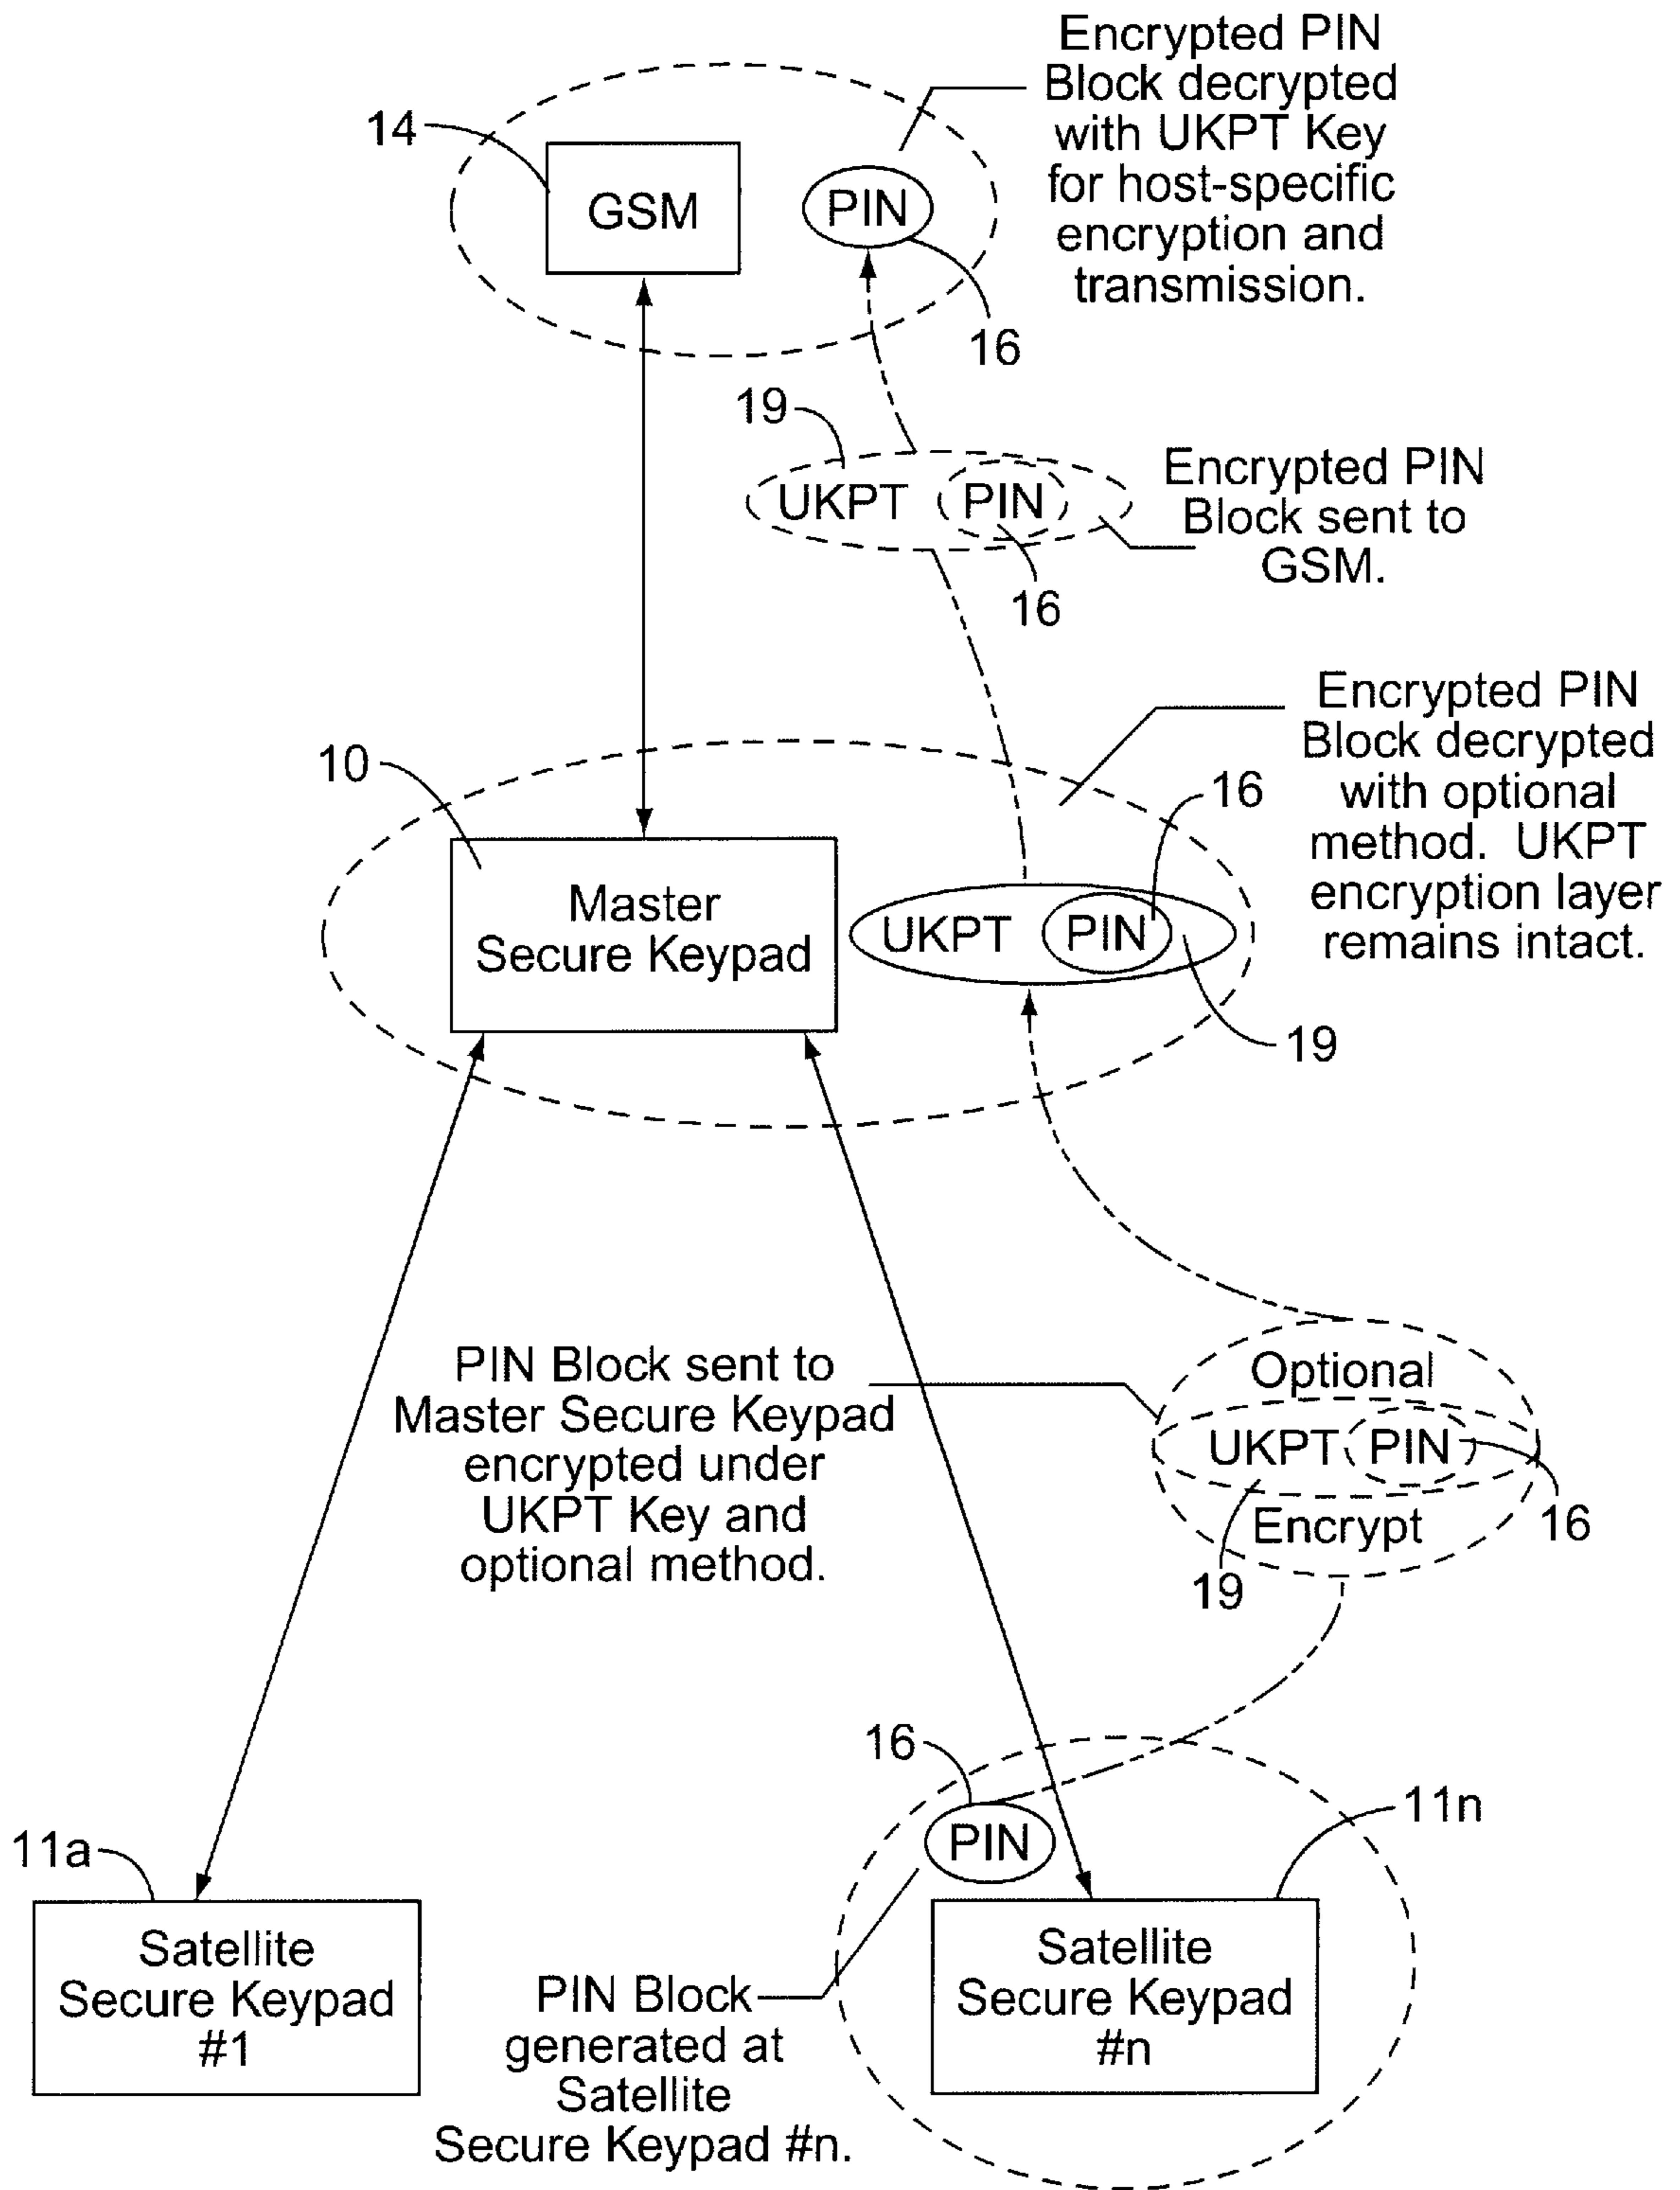 Encrypted PIN
Block decrypted
with UKPT Key
for host-specific
encryption and
transmission.
14
GSM
PIN
16
19
UKPT
PIN
Encrypted PIN
Block sent to
GSM.
16
Encrypted PIN
Block decrypted
with optional
method. UKPT
encryption layer
remains intact.
10
16
Master
Secure Keypad
UKPT
PIN
19
PIN Block sent to
Master Secure Keypad
encrypted under
UKPT Key and
optional method.
Optional
UKPT
PIN
Encrypt
16
19
16
PIN
11n
11a
Satellite
Secure Keypad
#1
PIN Block
generated at
Satellite
Secure Keypad #n.
Satellite
Secure Keypad
#n